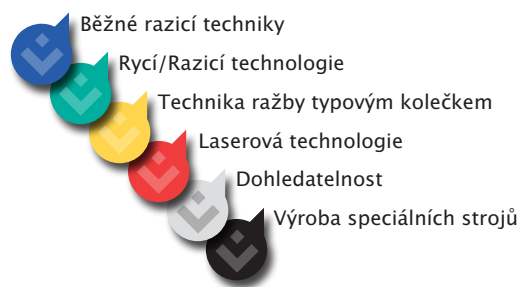 Běžné razicí techniky
Rycí/Razicí technologie
Technika ražby typovým kolečkem
Laserová technologie
Dohledatelnost
Výroba speciálních strojů